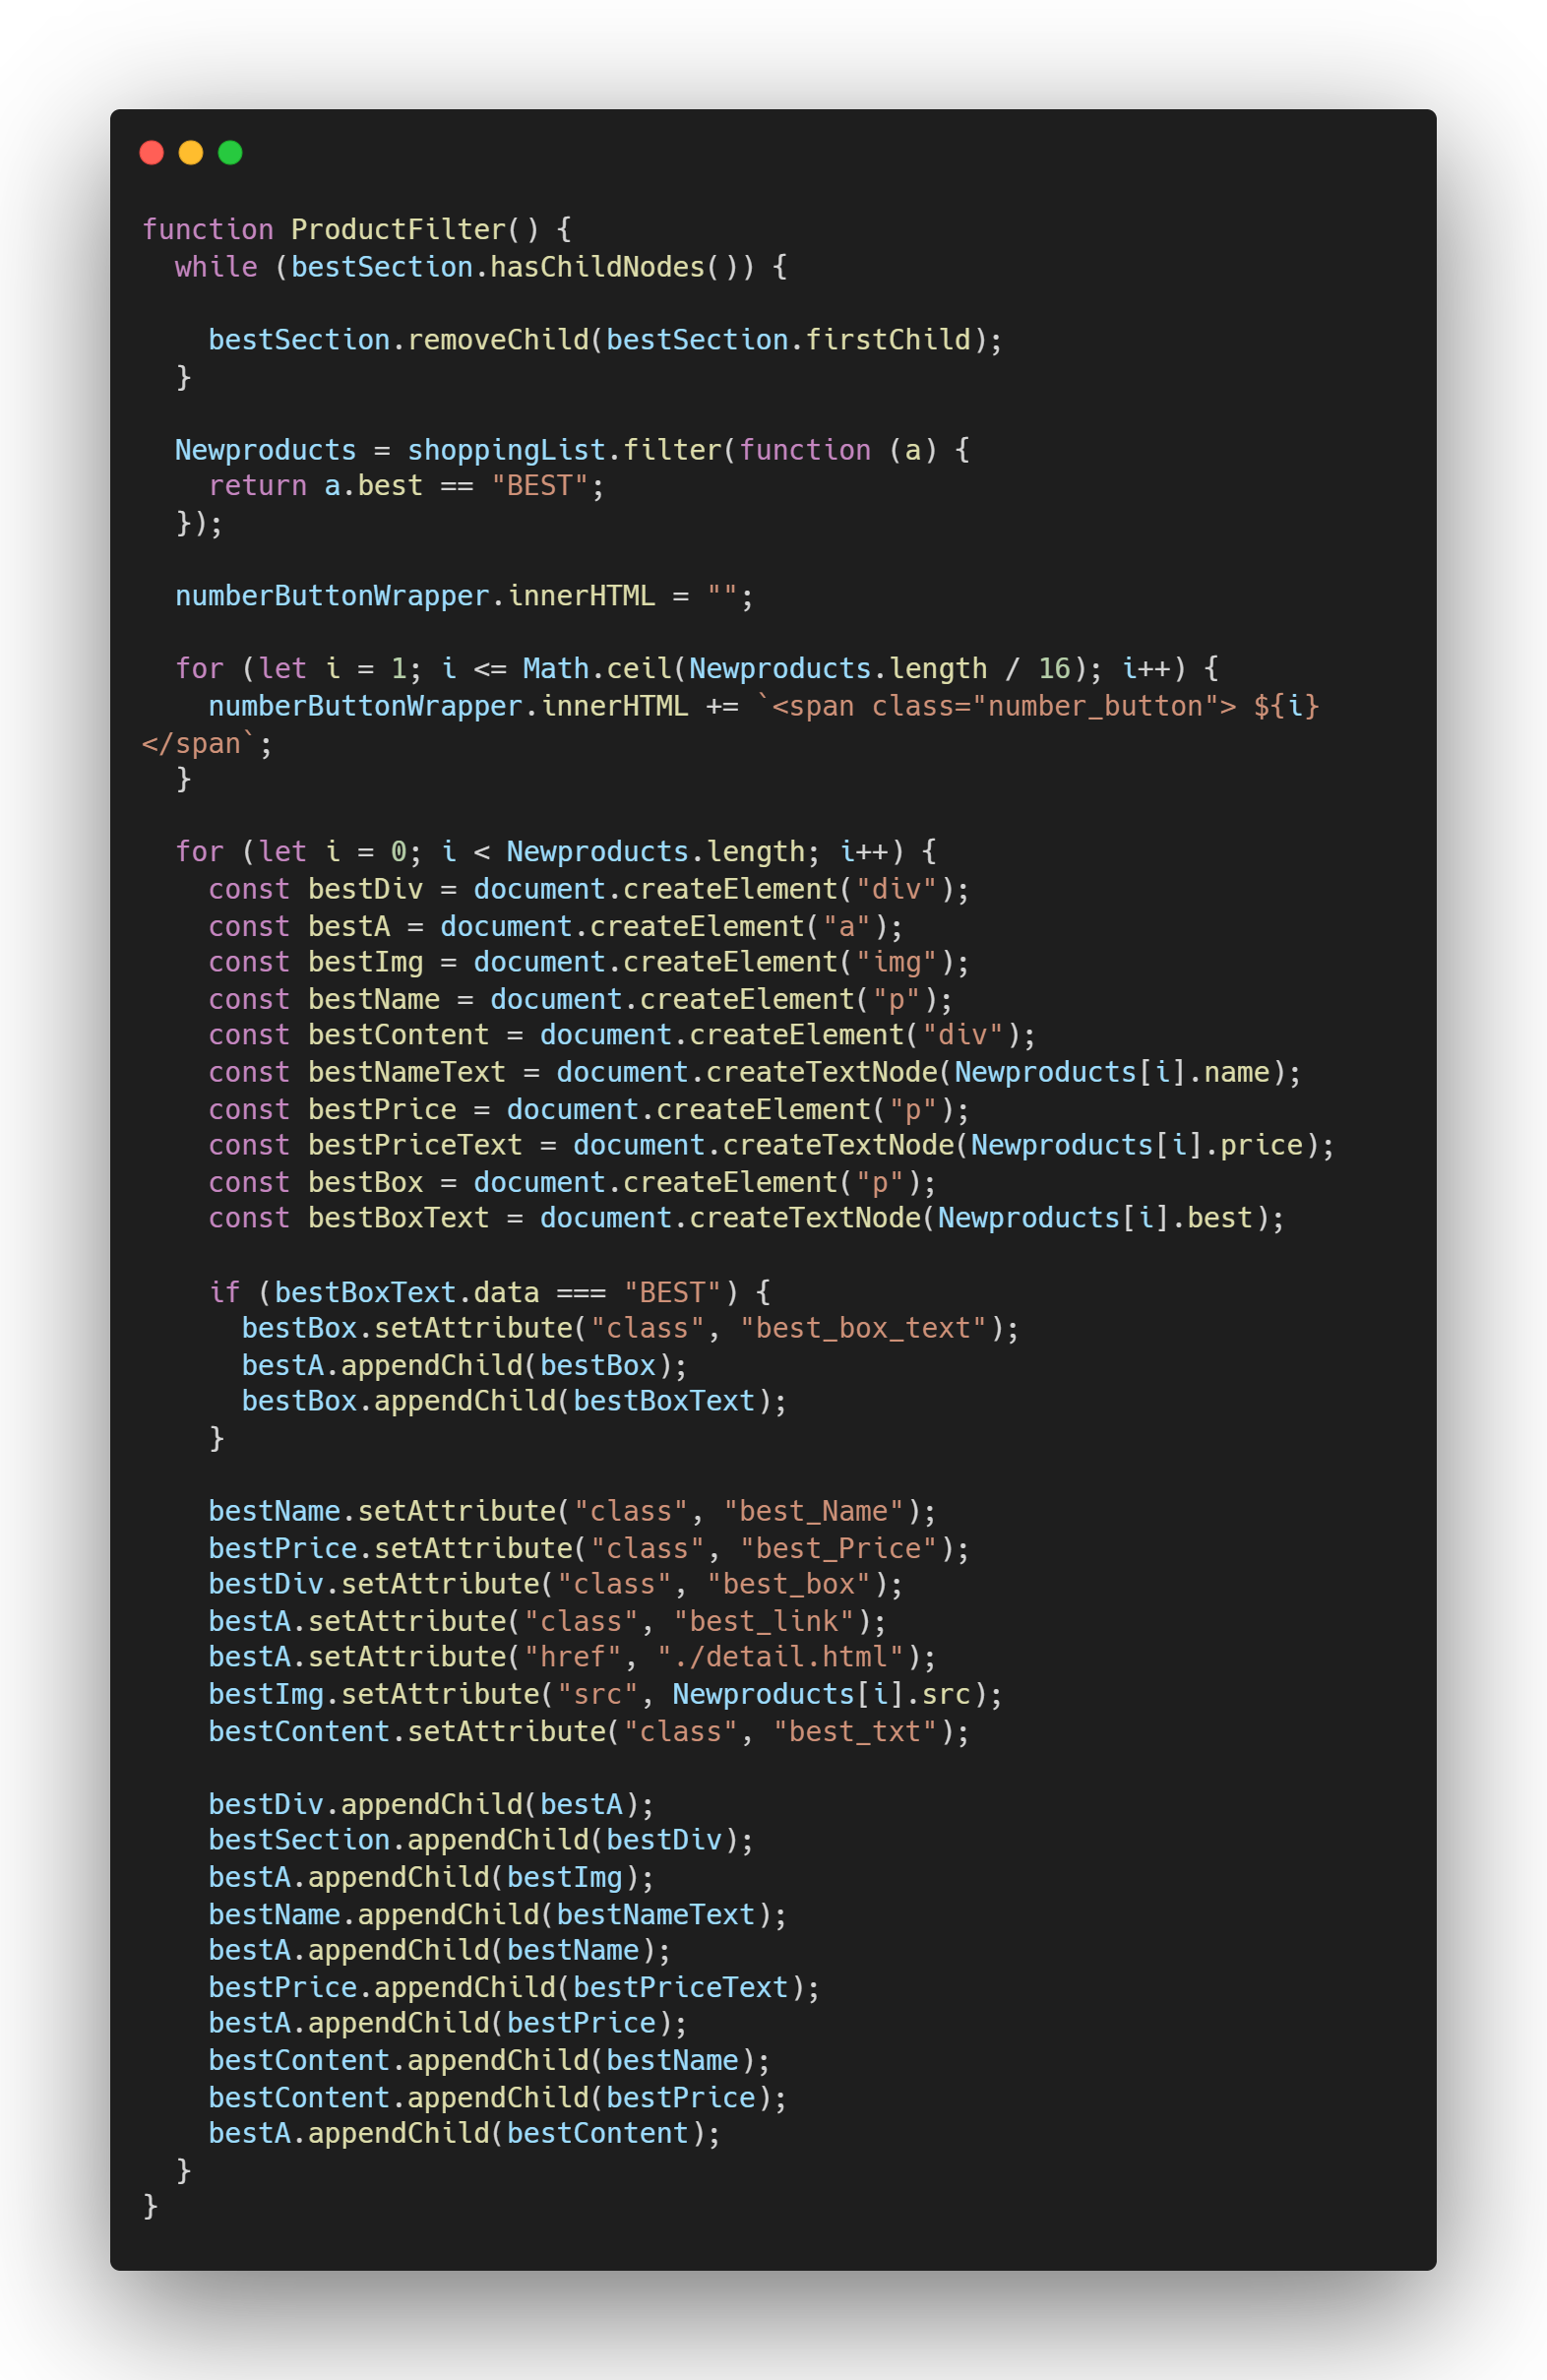 function ProductFilter() {
  while (bestSection.hasChildNodes()) {

    bestSection.removeChild(bestSection.firstChild);
  }

  Newproducts = shoppingList.filter(function (a) {
    return a.best == "BEST";
  });

  numberButtonWrapper.innerHTML = "";

  for (let i = 1; i <= Math.ceil(Newproducts.length / 16); i++) {
    numberButtonWrapper.innerHTML += `<span class="number_button"> ${i}
</span`;
  }

  for (let i = 0; i < Newproducts.length; i++) {
    const bestDiv = document.createElement("div");
    const bestA = document.createElement("a");
    const bestImg = document.createElement("img");
    const bestName = document.createElement("p");
    const bestContent = document.createElement("div");
    const bestNameText = document.createTextNode(Newproducts[i].name);
    const bestPrice = document.createElement("p");
    const bestPriceText = document.createTextNode(Newproducts[i].price);
    const bestBox = document.createElement("p");
    const bestBoxText = document.createTextNode(Newproducts[i].best);

    if (bestBoxText.data === "BEST") {
      bestBox.setAttribute("class", "best_box_text");
      bestA.appendChild(bestBox);
      bestBox.appendChild(bestBoxText);
    }

    bestName.setAttribute("class", "best_Name");
    bestPrice.setAttribute("class", "best_Price");
    bestDiv.setAttribute("class", "best_box");
    bestA.setAttribute("class", "best_link");
    bestA.setAttribute("href", "./detail.html");
    bestImg.setAttribute("src", Newproducts[i].src);
    bestContent.setAttribute("class", "best_txt");

    bestDiv.appendChild(bestA);
    bestSection.appendChild(bestDiv);
    bestA.appendChild(bestImg);
    bestName.appendChild(bestNameText);
    bestA.appendChild(bestName);
    bestPrice.appendChild(bestPriceText);
    bestA.appendChild(bestPrice);
    bestContent.appendChild(bestName);
    bestContent.appendChild(bestPrice);
    bestA.appendChild(bestContent);
  }
}